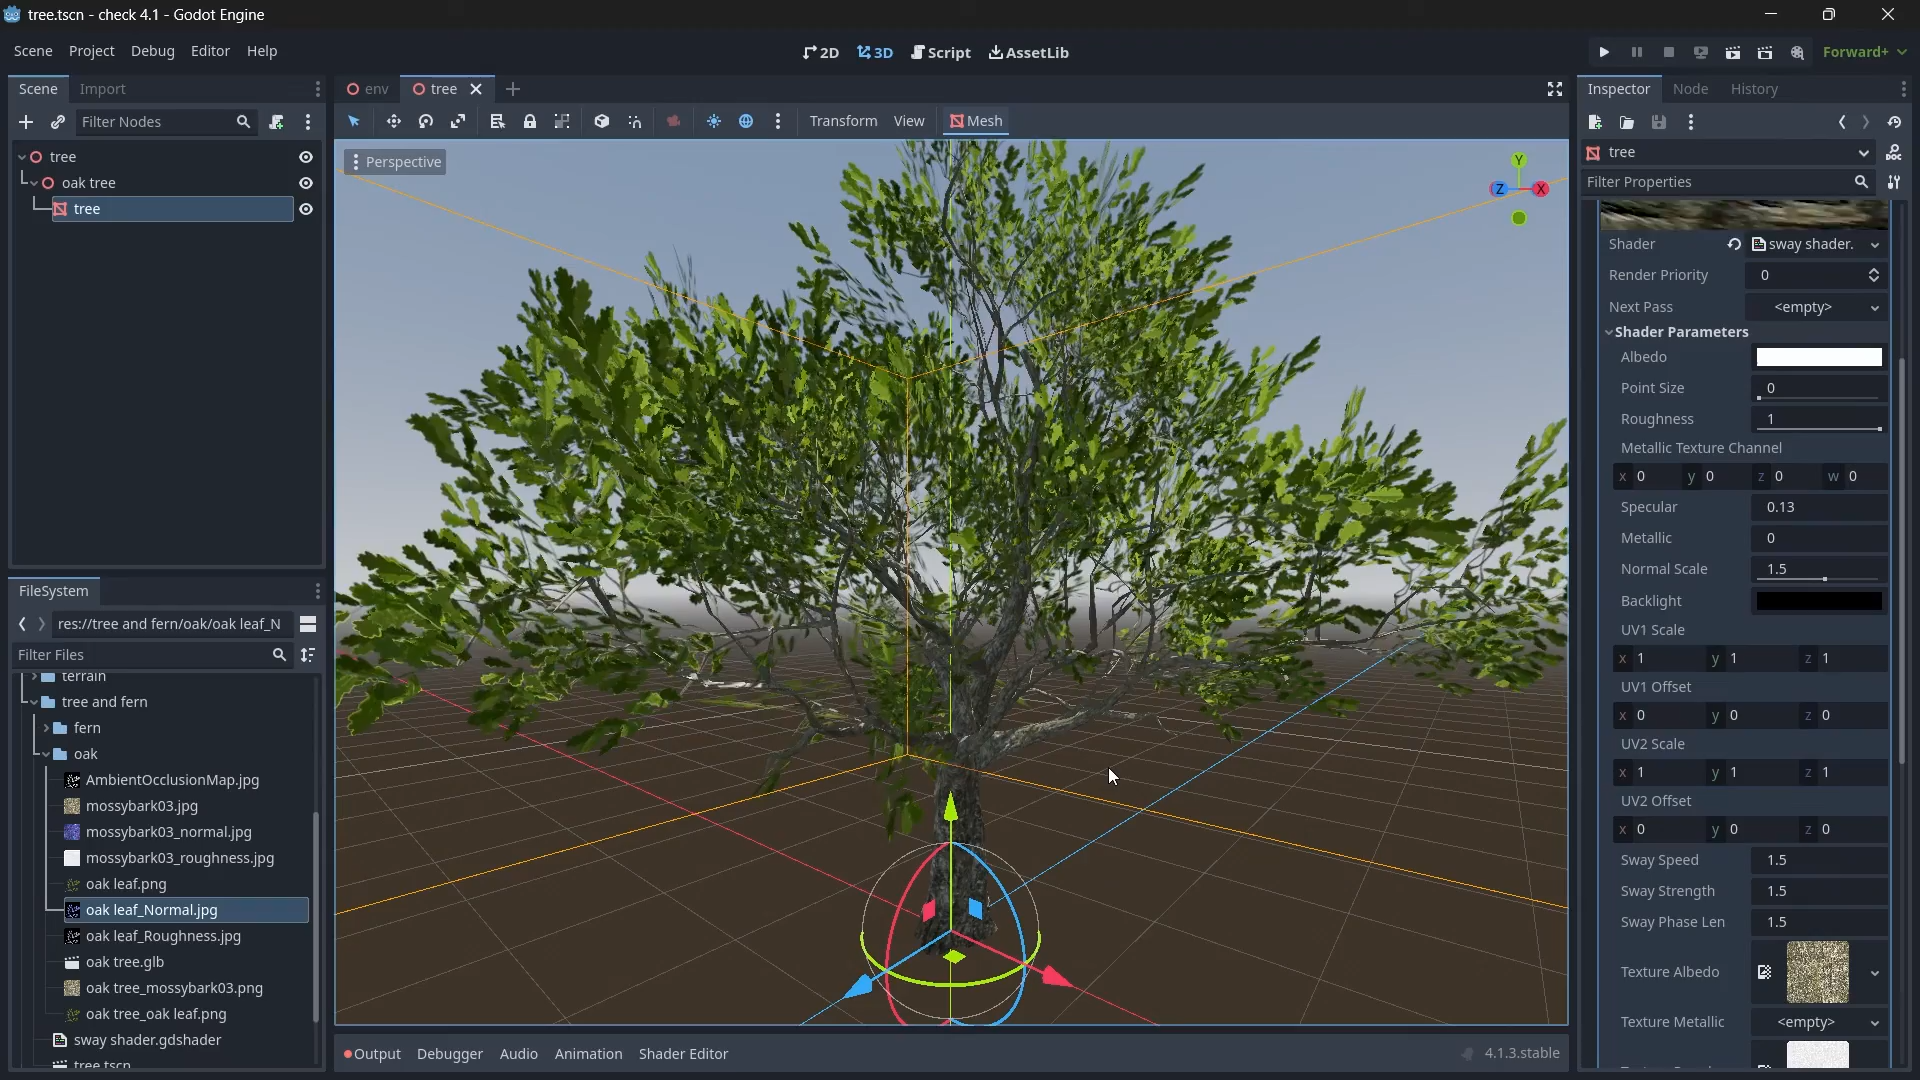 tree.tscn - check 4.1 - Godot Engine
Scene Project Debug Editor Help
2D 3D Script AssetLib
Forward+
Scene Import
Filter Nodes
tree
oak tree
tree
FileSystem
res://tree and fern/oak/oak leaf_N
Filter Files
terrain
tree and fern
fern
oak
AmbientOcclusionMap.jpg
mossybark03.jpg
mossybark03_normal.jpg
mossybark03_roughness.jpg
oak leaf.png
oak leaf_Normal.jpg
oak leaf_Roughness.jpg
oak tree.glb
oak tree_mossybark03.png
oak tree_oak leaf.png
sway shader.gdshader
tree.tscn
env tree
Transform View Mesh
Perspective
Y
Z X
Output Debugger Audio Animation Shader Editor
4.1.3.stable
Inspector Node History
tree
DOC
Filter Properties
Shader sway shader.
Render Priority 0
Next Pass <empty>
Shader Parameters
Albedo
Point Size 0
Roughness 1
Metallic Texture Channel
x 0 y 0 z 0 w 0
Specular 0.13
Metallic 0
Normal Scale 1.5
Backlight
UV1 Scale
x 1 y 1 z 1
UV1 Offset
x 0 y 0 z 0
UV2 Scale
x 1 y 1 z 1
UV2 Offset
x 0 y 0 z 0
Sway Speed 1.5
Sway Strength 1.5
Sway Phase Len 1.5
Texture Albedo
Texture Metallic <empty>